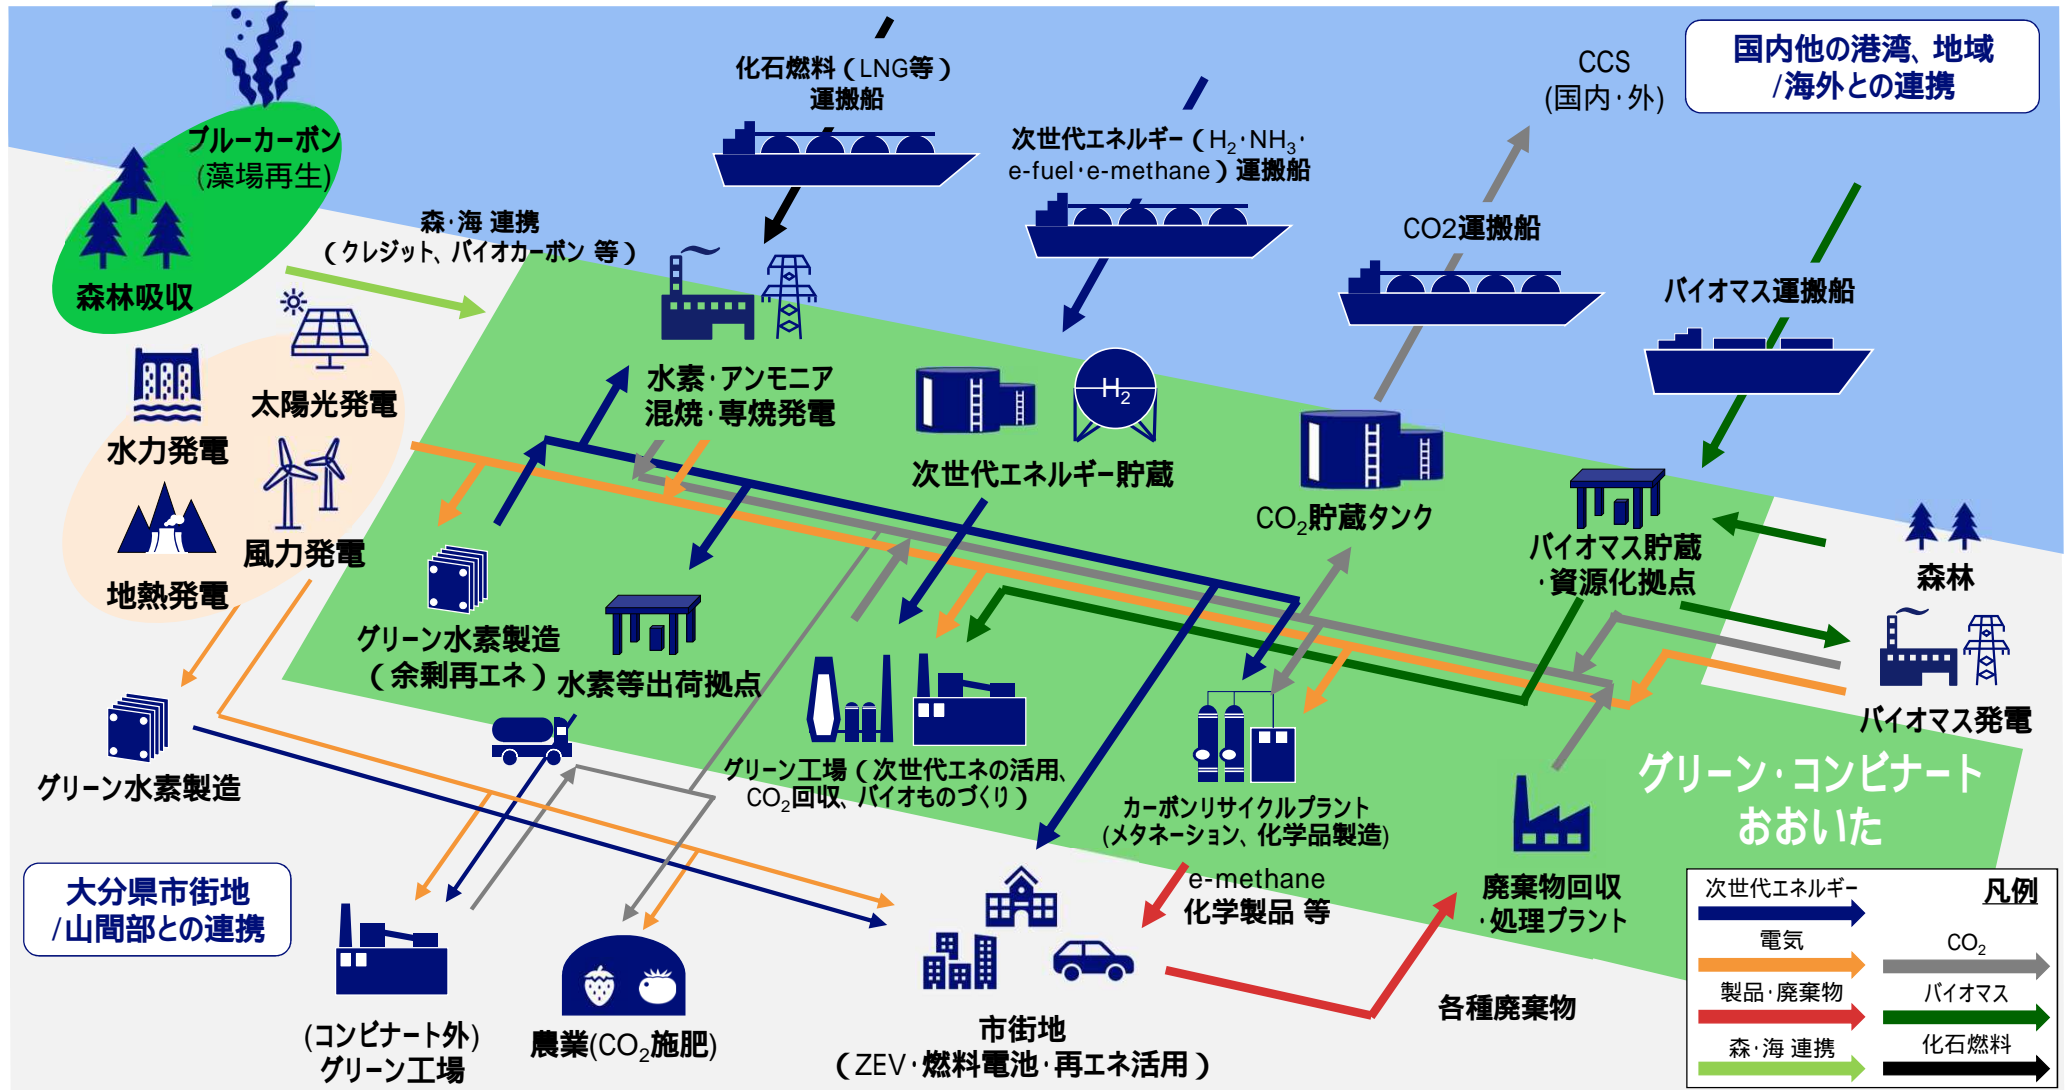 国内他の港湾、地域
/海外との連携
化石燃料（LNG等）
運搬船
CCS
(国内・外)
次世代エネルギー（H₂・NH₃・
e-fuel・e-methane）運搬船
CO2運搬船
バイオマス運搬船
ブルーカーボン
(藻場再生)
森林吸収
森・海 連携
（クレジット、バイオカーボン 等）
太陽光発電
水力発電
風力発電
地熱発電
水素・アンモニア
混焼・専焼発電
H₂
次世代エネルギー貯蔵
CO₂貯蔵タンク
バイオマス貯蔵
・資源化拠点
森林
バイオマス発電
グリーン水素製造
（余剰再エネ）
水素等出荷拠点
グリーン水素製造
グリーン工場（次世代エネの活用、
CO₂回収、バイオものづくり）
カーボンリサイクルプラント
(メタネーション、化学品製造)
グリーン・コンビナート
おおいた
e-methane
化学製品 等
廃棄物回収
・処理プラント
大分県市街地
/山間部との連携
(コンビナート外)
グリーン工場
農業(CO₂施肥)
市街地
（ZEV・燃料電池・再エネ活用）
各種廃棄物
凡例
次世代エネルギー
電気
CO₂
製品・廃棄物
バイオマス
森・海 連携
化石燃料